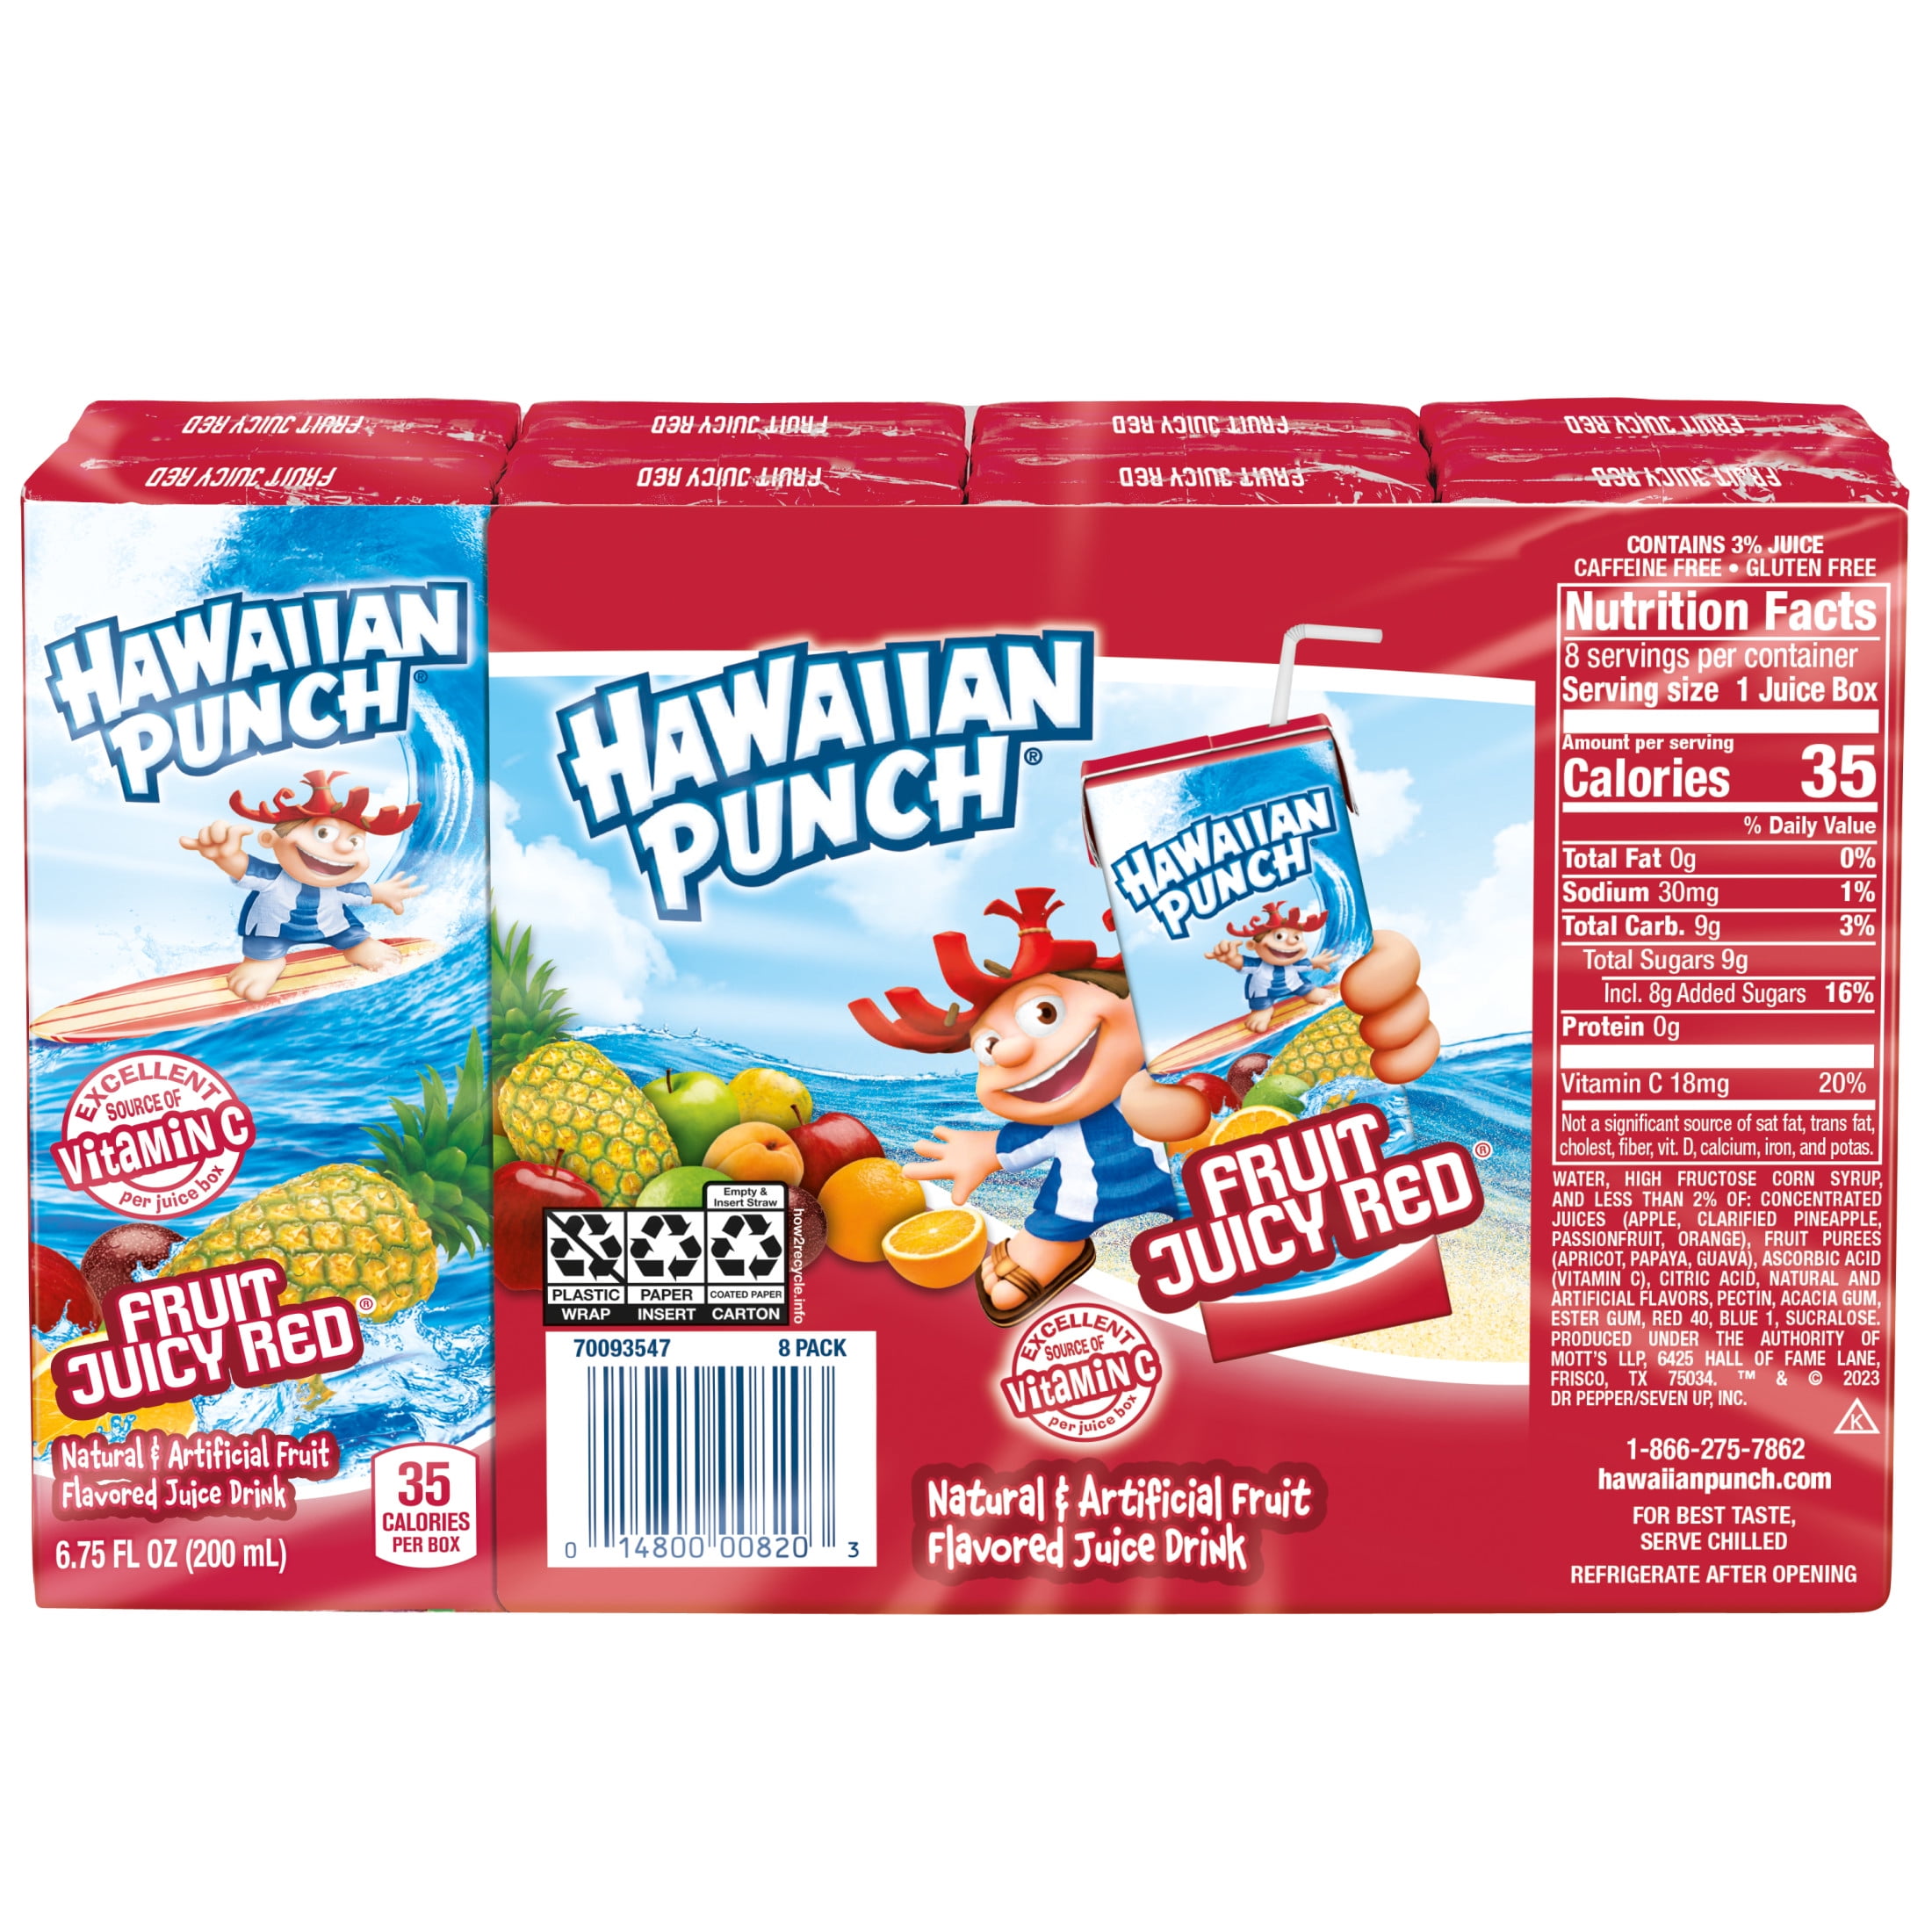 FRUIT JUICY RED
FRUIT JUICY RED
FRUIT JUICY RED
FRUIT JUICY RED
FRUIT JUICY RED
FRUIT JUICY RED
FRUIT JUICY RED
FRUIT JUICY RED
HAWAIIAN
PUNCH®
EXCELLENT
SOURCE OF
VitaMiN C
per juice box
FRUIT
JUICY RED®
Natural & Artificial Fruit
Flavored Juice Drink
6.75 FL OZ (200 mL)
35
CALORIES
PER BOX
HAWAIIAN
PUNCH®
HAWAIIAN
PUNCH
FRUIT
JUICY RED®
Empty &
Insert Straw
PLASTIC PAPER COATED PAPER
WRAP INSERT CARTON
how2recycle.info
70093547 8 PACK
0 14800 00820 3
EXCELLENT
SOURCE OF
VitaMiN C
per juice box
Natural & Artificial Fruit
Flavored Juice Drink
CONTAINS 3% JUICE
CAFFEINE FREE • GLUTEN FREE
Nutrition Facts
8 servings per container
Serving size 1 Juice Box
Amount per serving
Calories 35
% Daily Value
Total Fat 0g 0%
Sodium 30mg 1%
Total Carb. 9g 3%
Total Sugars 9g
Incl. 8g Added Sugars 16%
Protein 0g
Vitamin C 18mg 20%
Not a significant source of sat fat, trans fat,
cholest, fiber, vit. D, calcium, iron, and potas.
WATER, HIGH FRUCTOSE CORN SYRUP,
AND LESS THAN 2% OF: CONCENTRATED
JUICES (APPLE, CLARIFIED PINEAPPLE,
PASSIONFRUIT, ORANGE), FRUIT PUREES
(APRICOT, PAPAYA, GUAVA), ASCORBIC ACID
(VITAMIN C), CITRIC ACID, NATURAL AND
ARTIFICIAL FLAVORS, PECTIN, ACACIA GUM,
ESTER GUM, RED 40, BLUE 1, SUCRALOSE.
PRODUCED UNDER THE AUTHORITY OF
MOTT'S LLP, 6425 HALL OF FAME LANE,
FRISCO, TX 75034. ™ & © 2023
DR PEPPER/SEVEN UP, INC.
K
1-866-275-7862
hawaiianpunch.com
FOR BEST TASTE,
SERVE CHILLED
REFRIGERATE AFTER OPENING